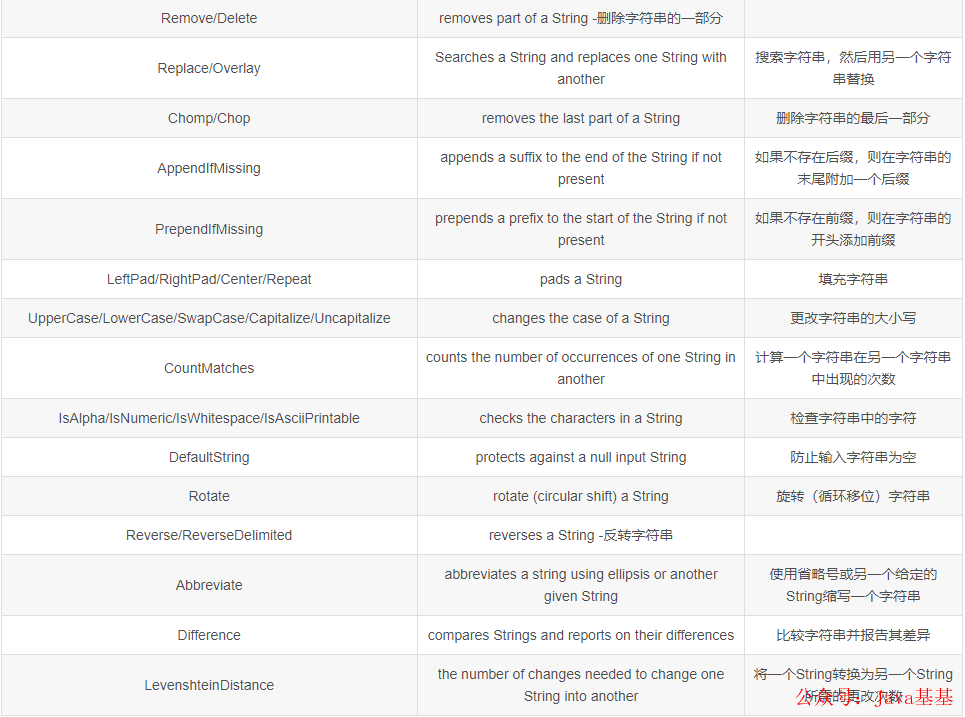 Remove/Delete
removes part of a String -删除字符串的一部分
Replace/Overlay
Searches a String and replaces one String with
another
搜索字符串，然后用另一个字符
串替换
Chomp/Chop
removes the last part of a String
删除字符串的最后一部分
AppendIfMissing
appends a suffix to the end of the String if not
present
如果不存在后缀，则在字符串的
末尾附加一个后缀
PrependIfMissing
prepends a prefix to the start of the String if not
present
如果不存在前缀，则在字符串的
开头添加前缀
LeftPad/RightPad/Center/Repeat
pads a String
填充字符串
UpperCase/LowerCase/SwapCase/Capitalize/Uncapitalize
changes the case of a String
更改字符串的大小写
CountMatches
counts the number of occurrences of one String in
another
计算一个字符串在另一个字符串
中出现的次数
IsAlpha/IsNumeric/IsWhitespace/IsAsciiPrintable
checks the characters in a String
检查字符串中的字符
DefaultString
protects against a null input String
防止输入字符串为空
Rotate
rotate (circular shift) a String
旋转（循环移位）字符串
Reverse/ReverseDelimited
reverses a String -反转字符串
Abbreviate
abbreviates a string using ellipsis or another
given String
使用省略号或另一个给定的
String缩写一个字符串
Difference
compares Strings and reports on their differences
比较字符串并报告其差异
LevenshteinDistance
the number of changes needed to change one
String into another
将一个String转换为另一个String
所需的更改次数
公众号：Java基基